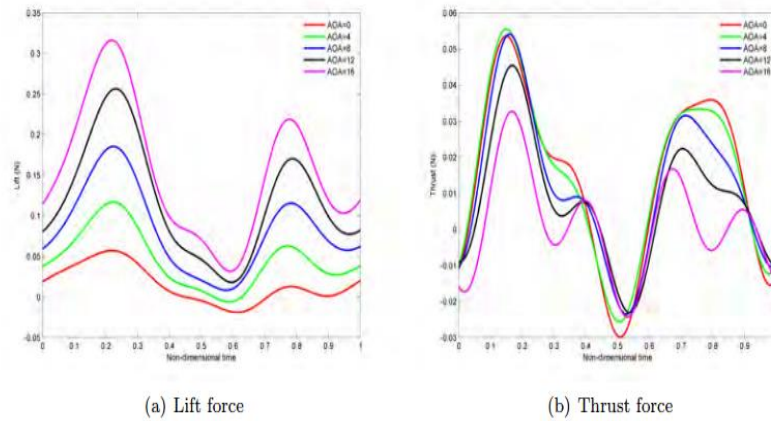 0.35
0.3
0.25
0.2
0.15
0.1
0.05
0
-0.05
Lift (N)
0 0.1 0.2 0.3 0.4 0.5 0.6 0.7 0.8 0.9 1
Non-dimensional time
AOA=0
AOA=4
AOA=8
AOA=12
AOA=16
(a) Lift force
0.06
0.05
0.04
0.03
0.02
0.01
0
-0.01
-0.02
-0.03
Thrust (N)
0 0.1 0.2 0.3 0.4 0.5 0.6 0.7 0.8 0.9
Non-dimensional time
AOA=0
AOA=4
AOA=8
AOA=12
AOA=16
(b) Thrust force